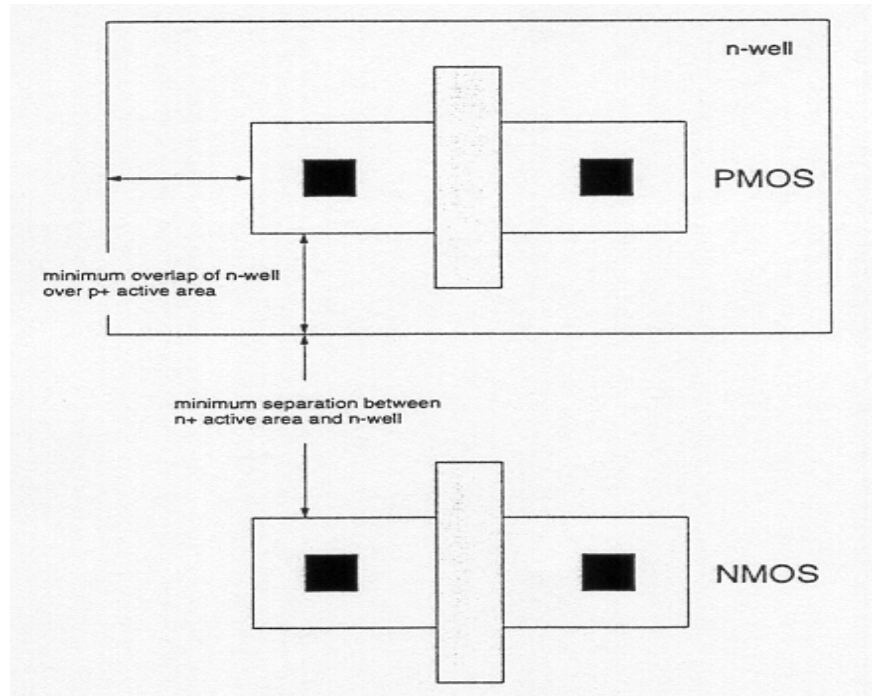 n-well
PMOS
minimum overlap of n-well
over p+ active area
minimum separation between
n+ active area and n-well
NMOS